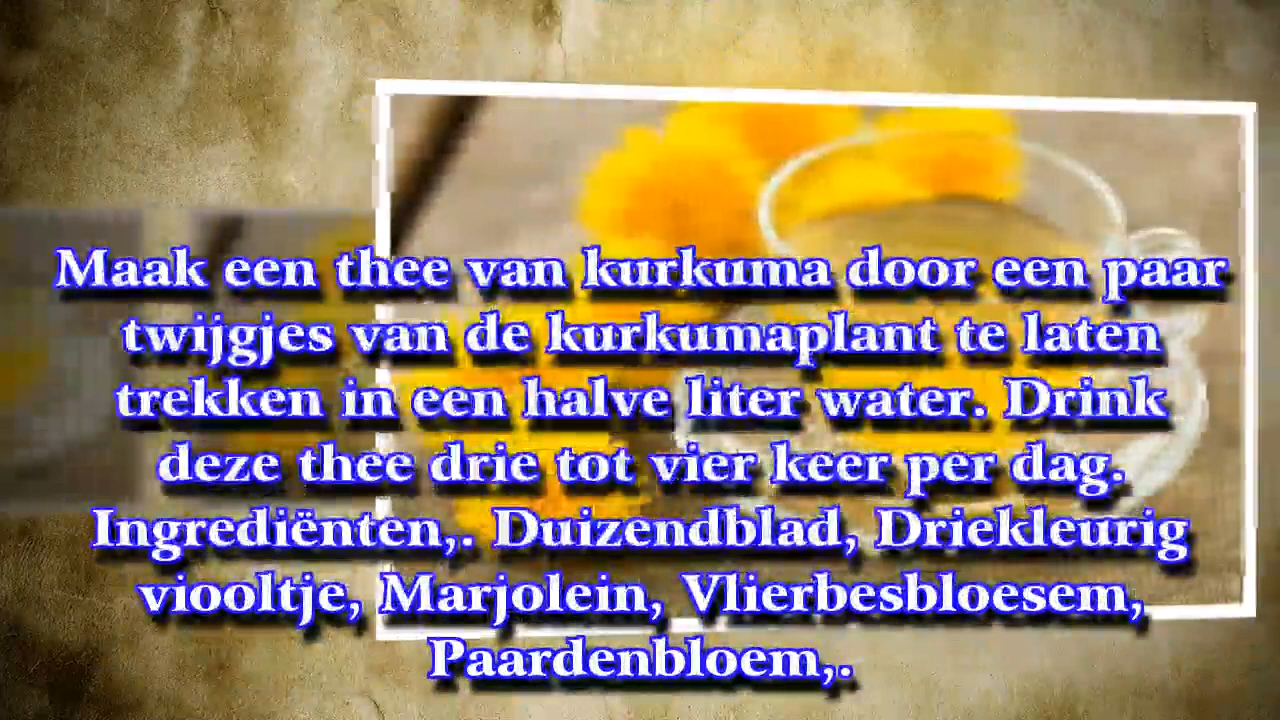 Maak een thee van kurkuma door een paar
twijgjes van de kurkumaplant te laten
trekken in een halve liter water. Drink
deze thee drie tot vier keer per dag.
Ingrediënten,. Duizendblad, Driekleurig
viooltje, Marjolein, Vlierbesbloesem,
Paardenbloem,.